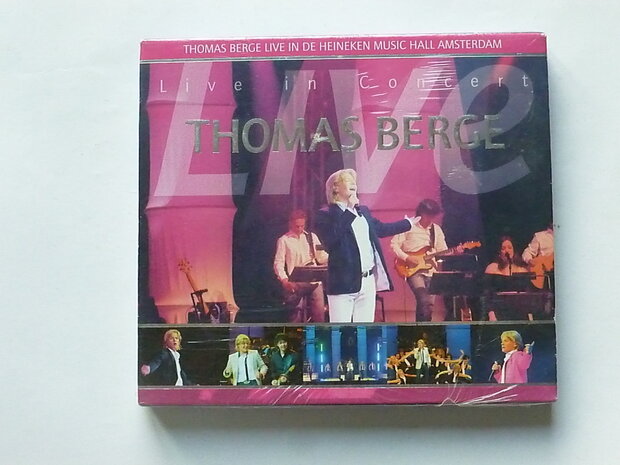 THOMAS BERGE LIVE IN DE HEINEKEN MUSIC HALL AMSTERDAM
LIVe
Live in Concert
THOMAS BERGE